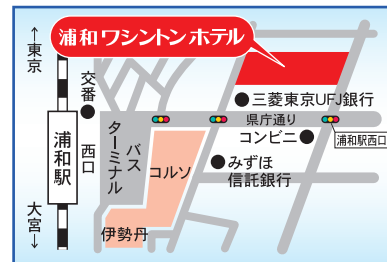 浦和ワシントンホテル
←東京
交番
三菱東京UFJ銀行
県庁通り
コンビニ
浦和駅西口
浦和駅
西口
バス
ターミナル
コルソ
みずほ
信託銀行
伊勢丹
大宮→